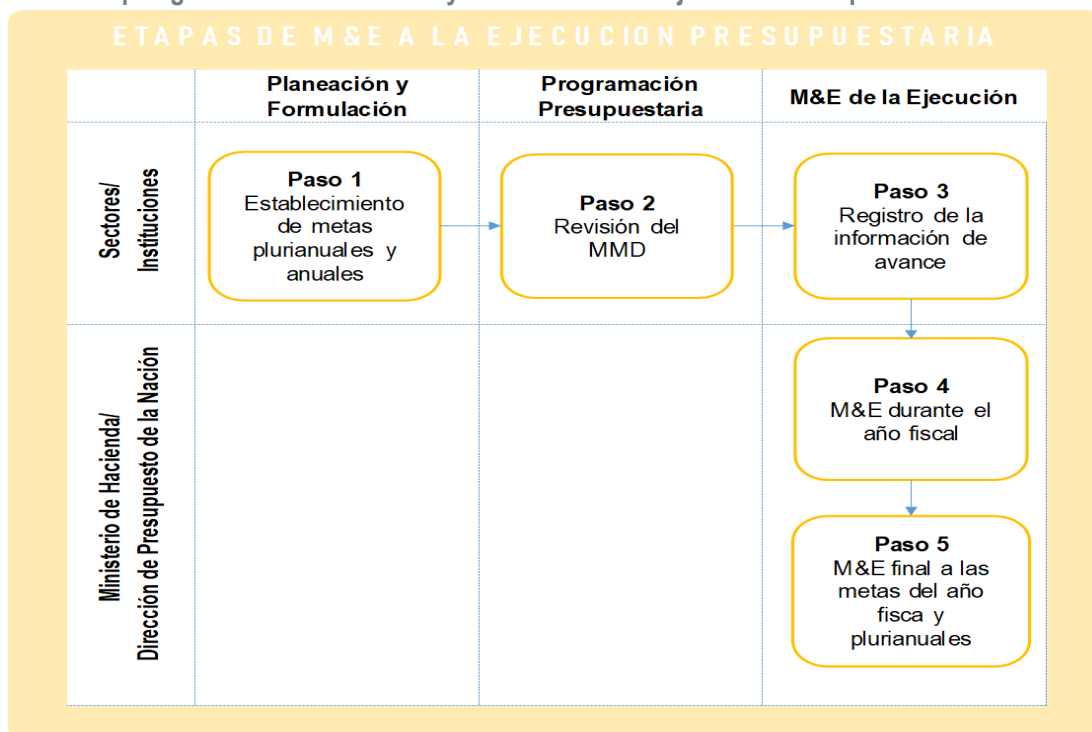 ETAPAS DE M&E A LA EJECUCION PRESUPUESTARIA
Planeación y
Formulación
Programación
Presupuestaria
M&E de la Ejecución
Sectores/
Instituciones
Paso 1
Establecimiento
de metas
plurianuales y
anuales
Paso 2
Revisión del
MMD
Paso 3
Registro de la
información de
avance
Ministerio de Hacienda/
Dirección de Presupuesto de la Nación
Paso 4
M&E durante el
año fiscal
Paso 5
M&E final a las
metas del año
fisca y
plurianuales